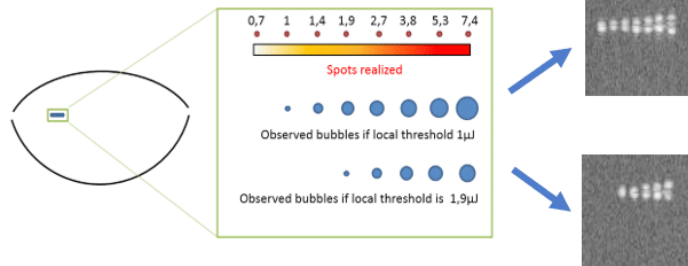 0,7 1 1,4 1,9 2,7 3,8 5,3 7,4
Spots realized
Observed bubbles if local threshold 1µJ
Observed bubbles if local threshold is 1,9µJ